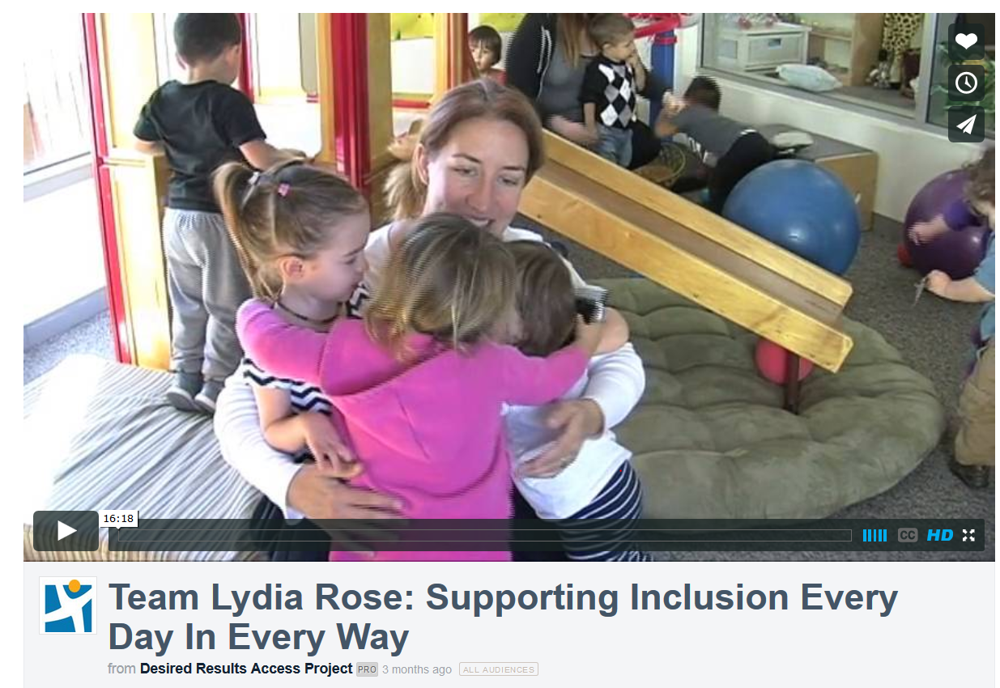 16:18
CC HD
Team Lydia Rose: Supporting Inclusion Every
Day In Every Way
from Desired Results Access Project PRO 3 months ago ALL AUDIENCES